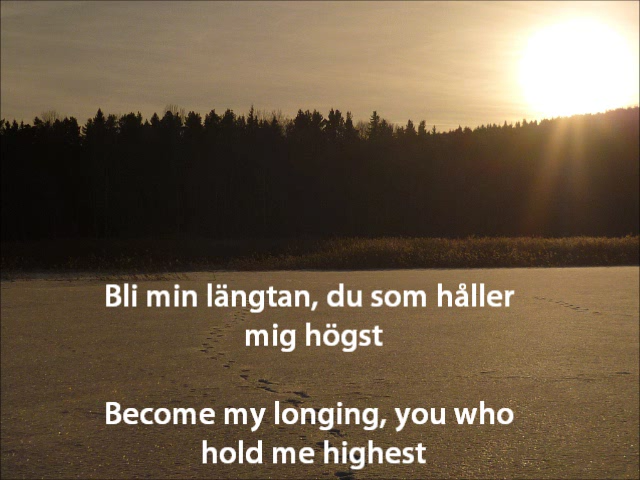 Bli min längtan, du som håller
mig högst
Become my longing, you who
hold me highest